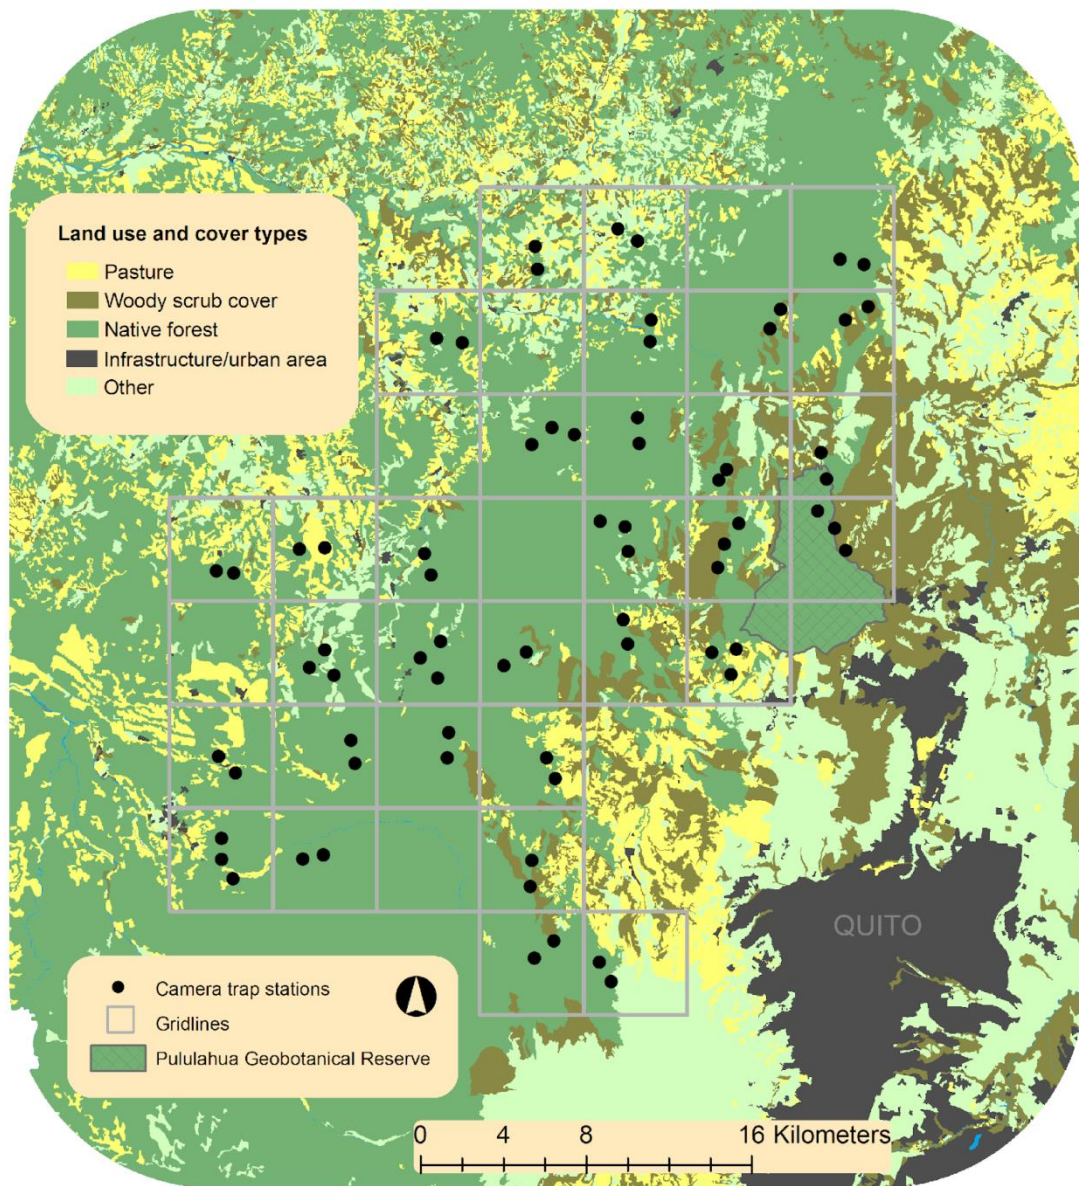 Land use and cover types
Pasture
Woody scrub cover
Native forest
Infrastructure/urban area
Other
QUITO
Camera trap stations
Gridlines
Pululahua Geobotanical Reserve
0 4 8 16 Kilometers